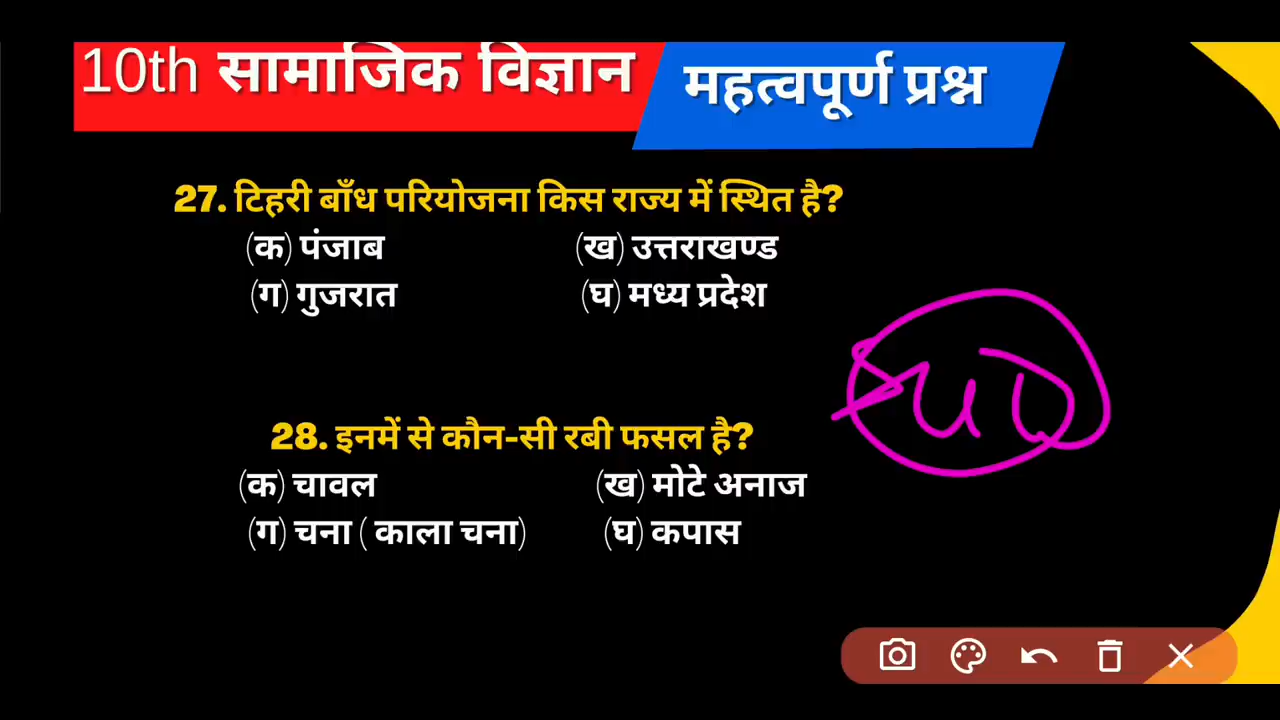 10th सामाजिक विज्ञान महत्वपूर्ण प्रश्न
27. टिहरी बाँध परियोजना किस राज्य में स्थित है?
(क) पंजाब (ख) उत्तराखण्ड
(ग) गुजरात (घ) मध्य प्रदेश
28. इनमें से कौन-सी रबी फसल है?
(क) चावल (ख) मोटे अनाज
(ग) चना ( काला चना) (घ) कपास